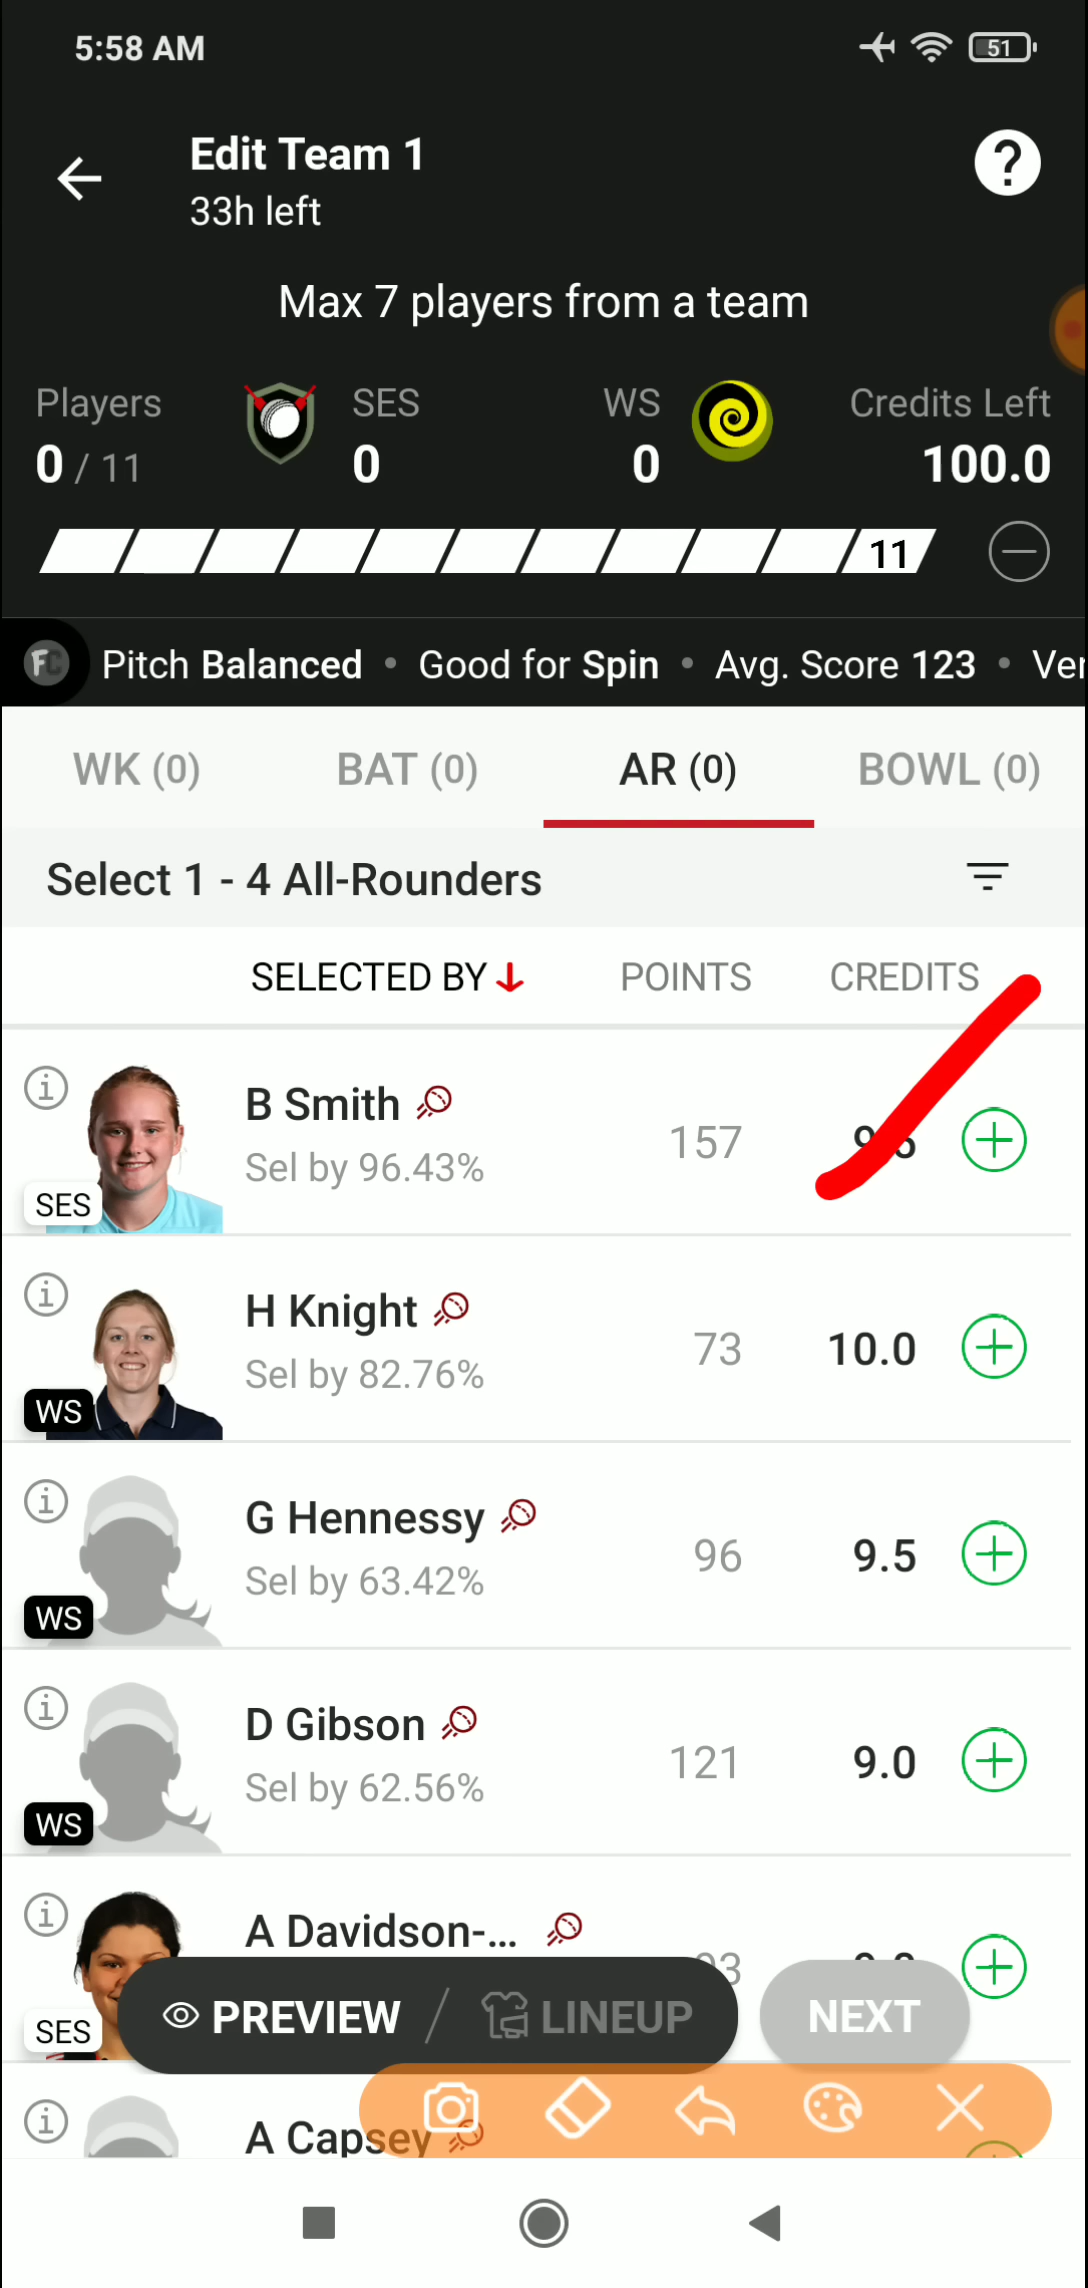 5:58 AM
51
Edit Team 1
33h left
Max 7 players from a team
Players SES WS Credits Left
0 / 11 0 0 100.0
11
FC Pitch Balanced • Good for Spin • Avg. Score 123 •
WK (0) BAT (0) AR (0) BOWL (0)
Select 1 - 4 All-Rounders
SELECTED BY POINTS CREDITS
B Smith
Sel by 96.43%
157
SES
H Knight
Sel by 82.76%
73 10.0
WS
G Hennessy
Sel by 63.42%
96 9.5
WS
D Gibson
Sel by 62.56%
121 9.0
WS
A Davidson-...
SES
PREVIEW / LINEUP NEXT
A Capsey